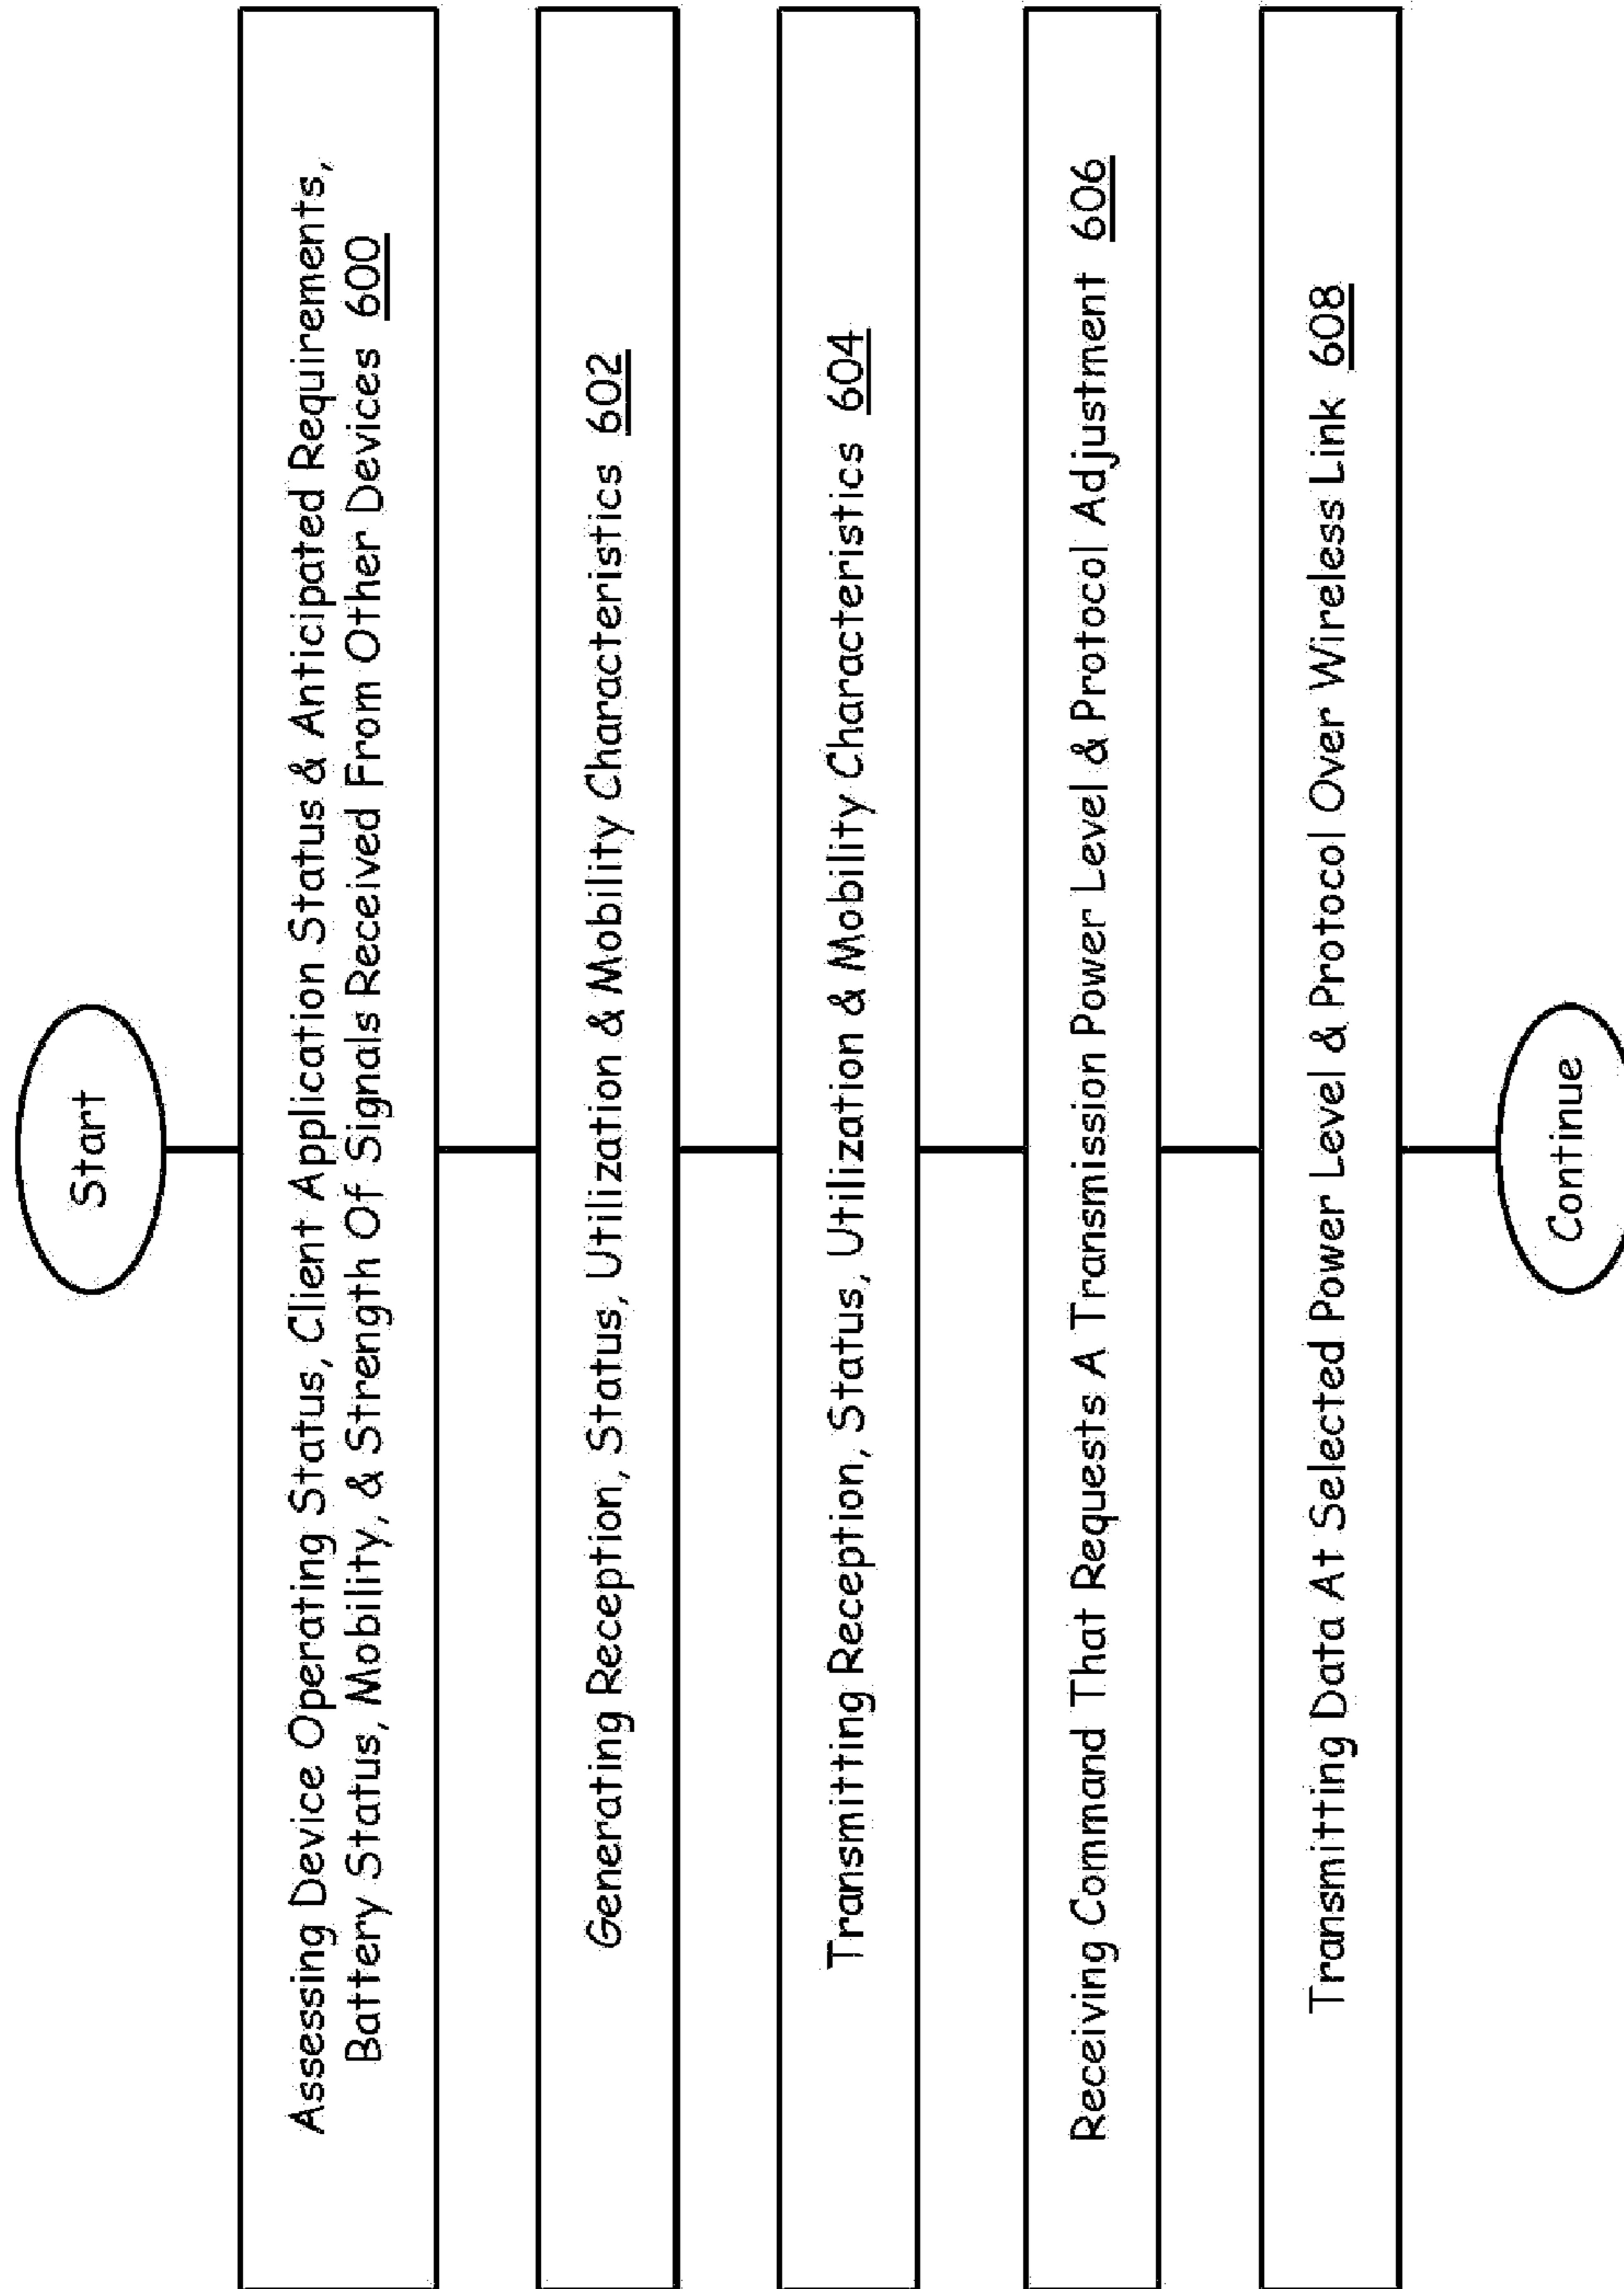 Start
Assessing Device Operating Status, Client Application Status & Anticipated Requirements,
Battery Status, Mobility, & Strength Of Signals Received From Other Devices 600
Generating Reception, Status, Utilization & Mobility Characteristics 602
Transmitting Reception, Status, Utilization & Mobility Characteristics 604
Receiving Command That Requests A Transmission Power Level & Protocol Adjustment 606
Transmitting Data At Selected Power Level & Protocol Over Wireless Link 608
Continue